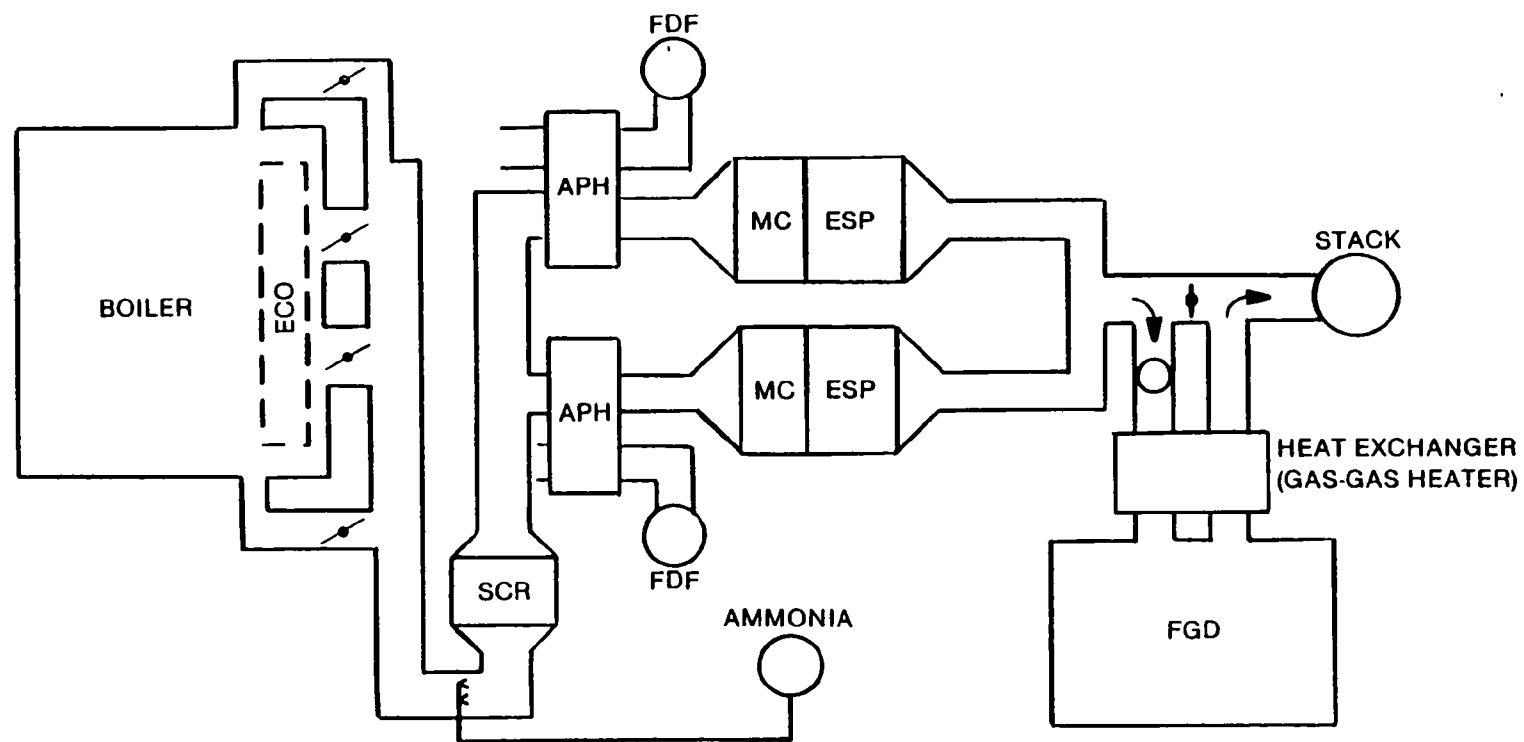 FDF
APH
MC
ESP
STACK
BOILER
ECO
APH
MC
ESP
HEAT EXCHANGER
(GAS-GAS HEATER)
FDF
SCR
AMMONIA
FGD